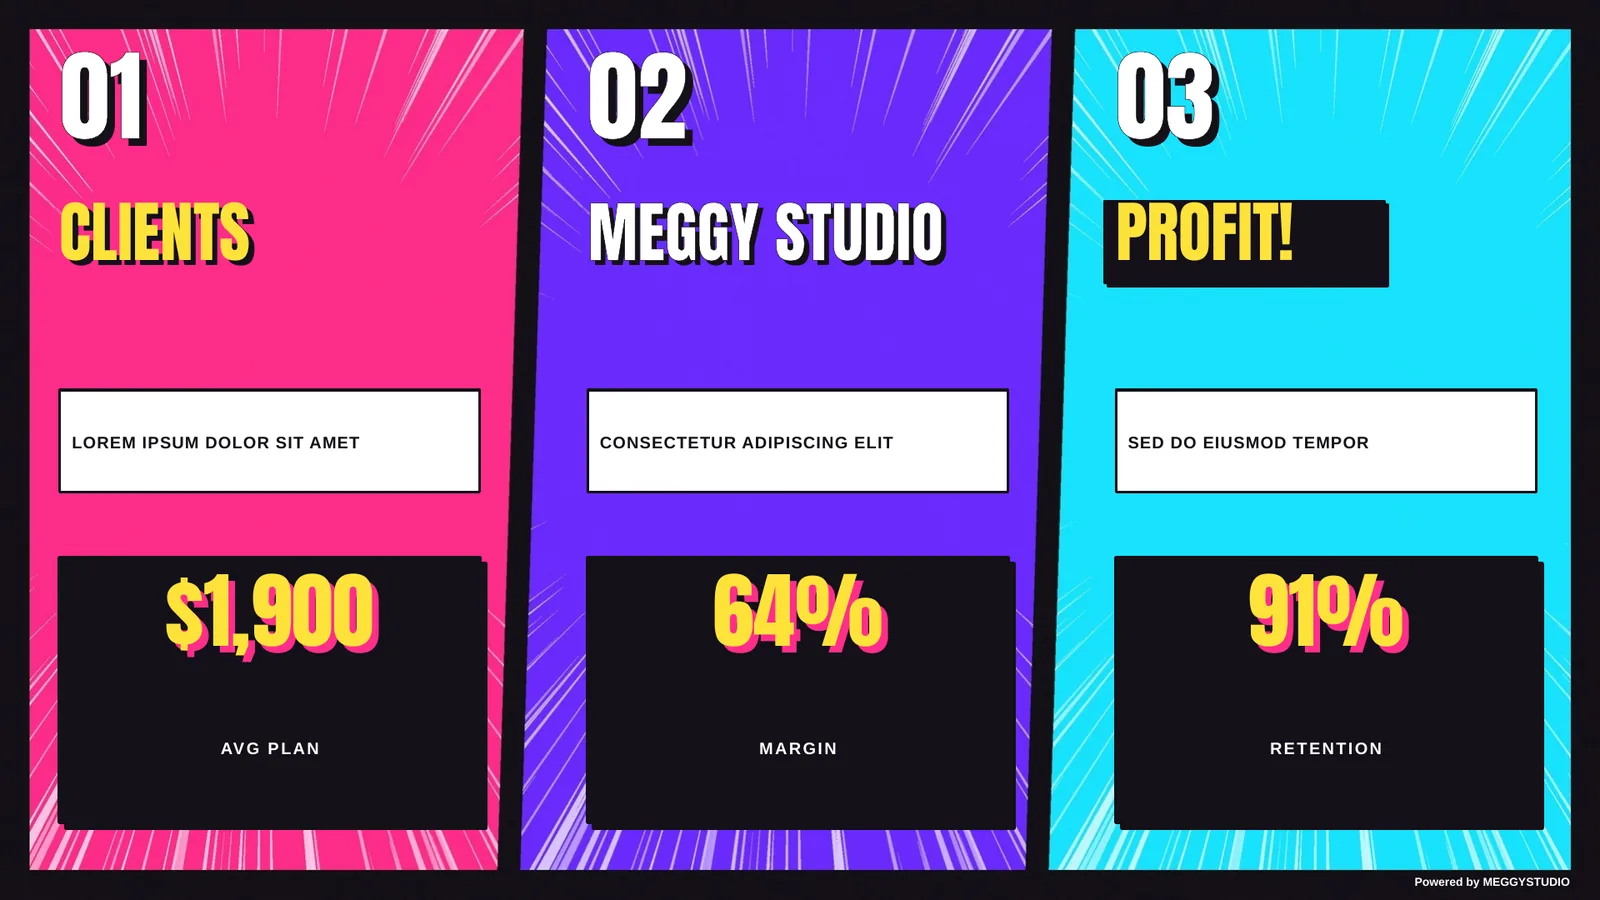 01
CLIENTS
LOREM IPSUM DOLOR SIT AMET
$1,900
AVG PLAN
02
MEGGY STUDIO
CONSECTETUR ADIPISCING ELIT
64%
MARGIN
03
PROFIT!
SED DO EIUSMOD TEMPOR
91%
RETENTION
Powered by MEGGYSTUDIO